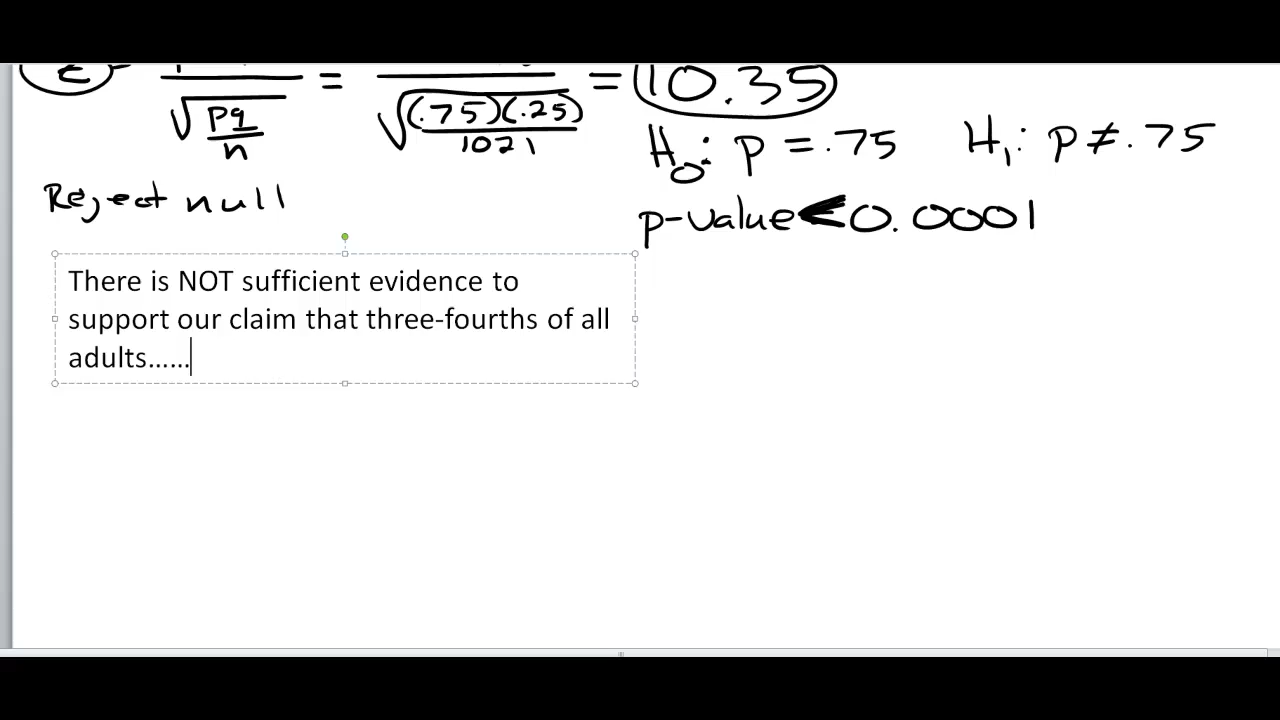 √(pq/n) = √((.75)(.25)/1021) = 10.35
H₀: p = .75 H₁: p ≠ .75
Reject null
p-value < 0.0001
There is NOT sufficient evidence to
support our claim that three-fourths of all
adults......